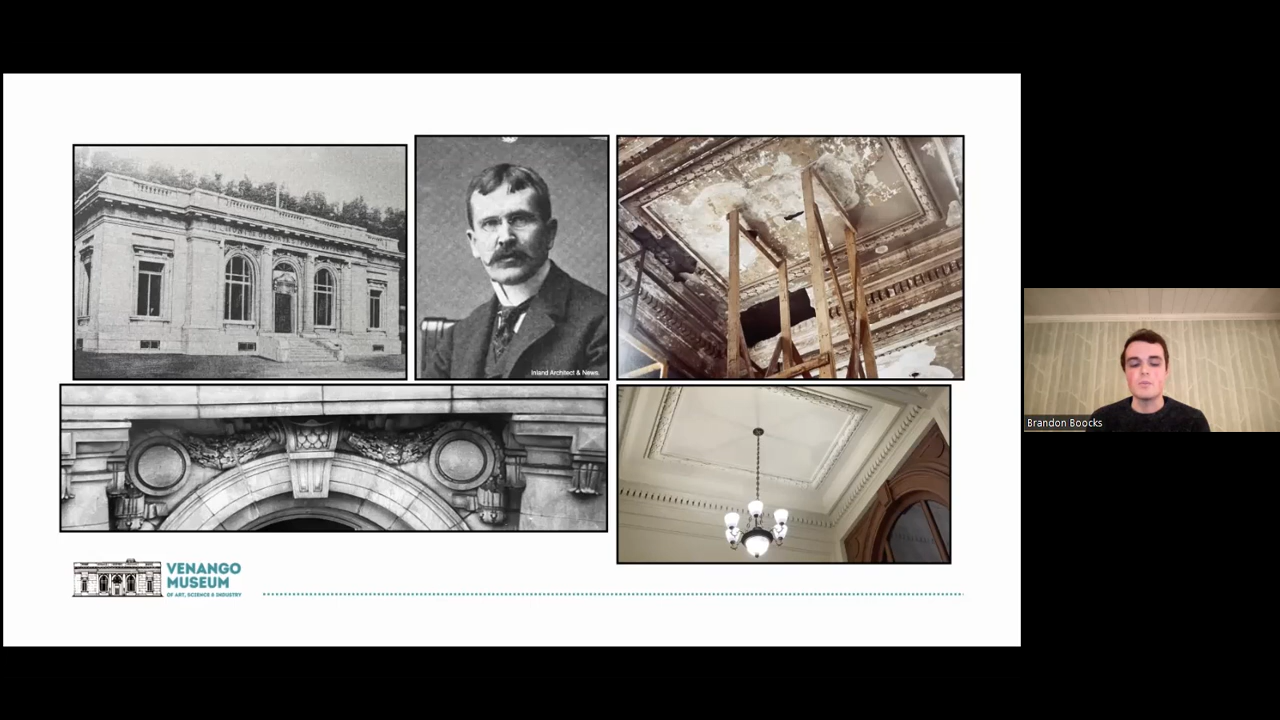 Inland Architect & News.
VENANGO
MUSEUM
OF ART, SCIENCE & INDUSTRY
Brandon Boocks